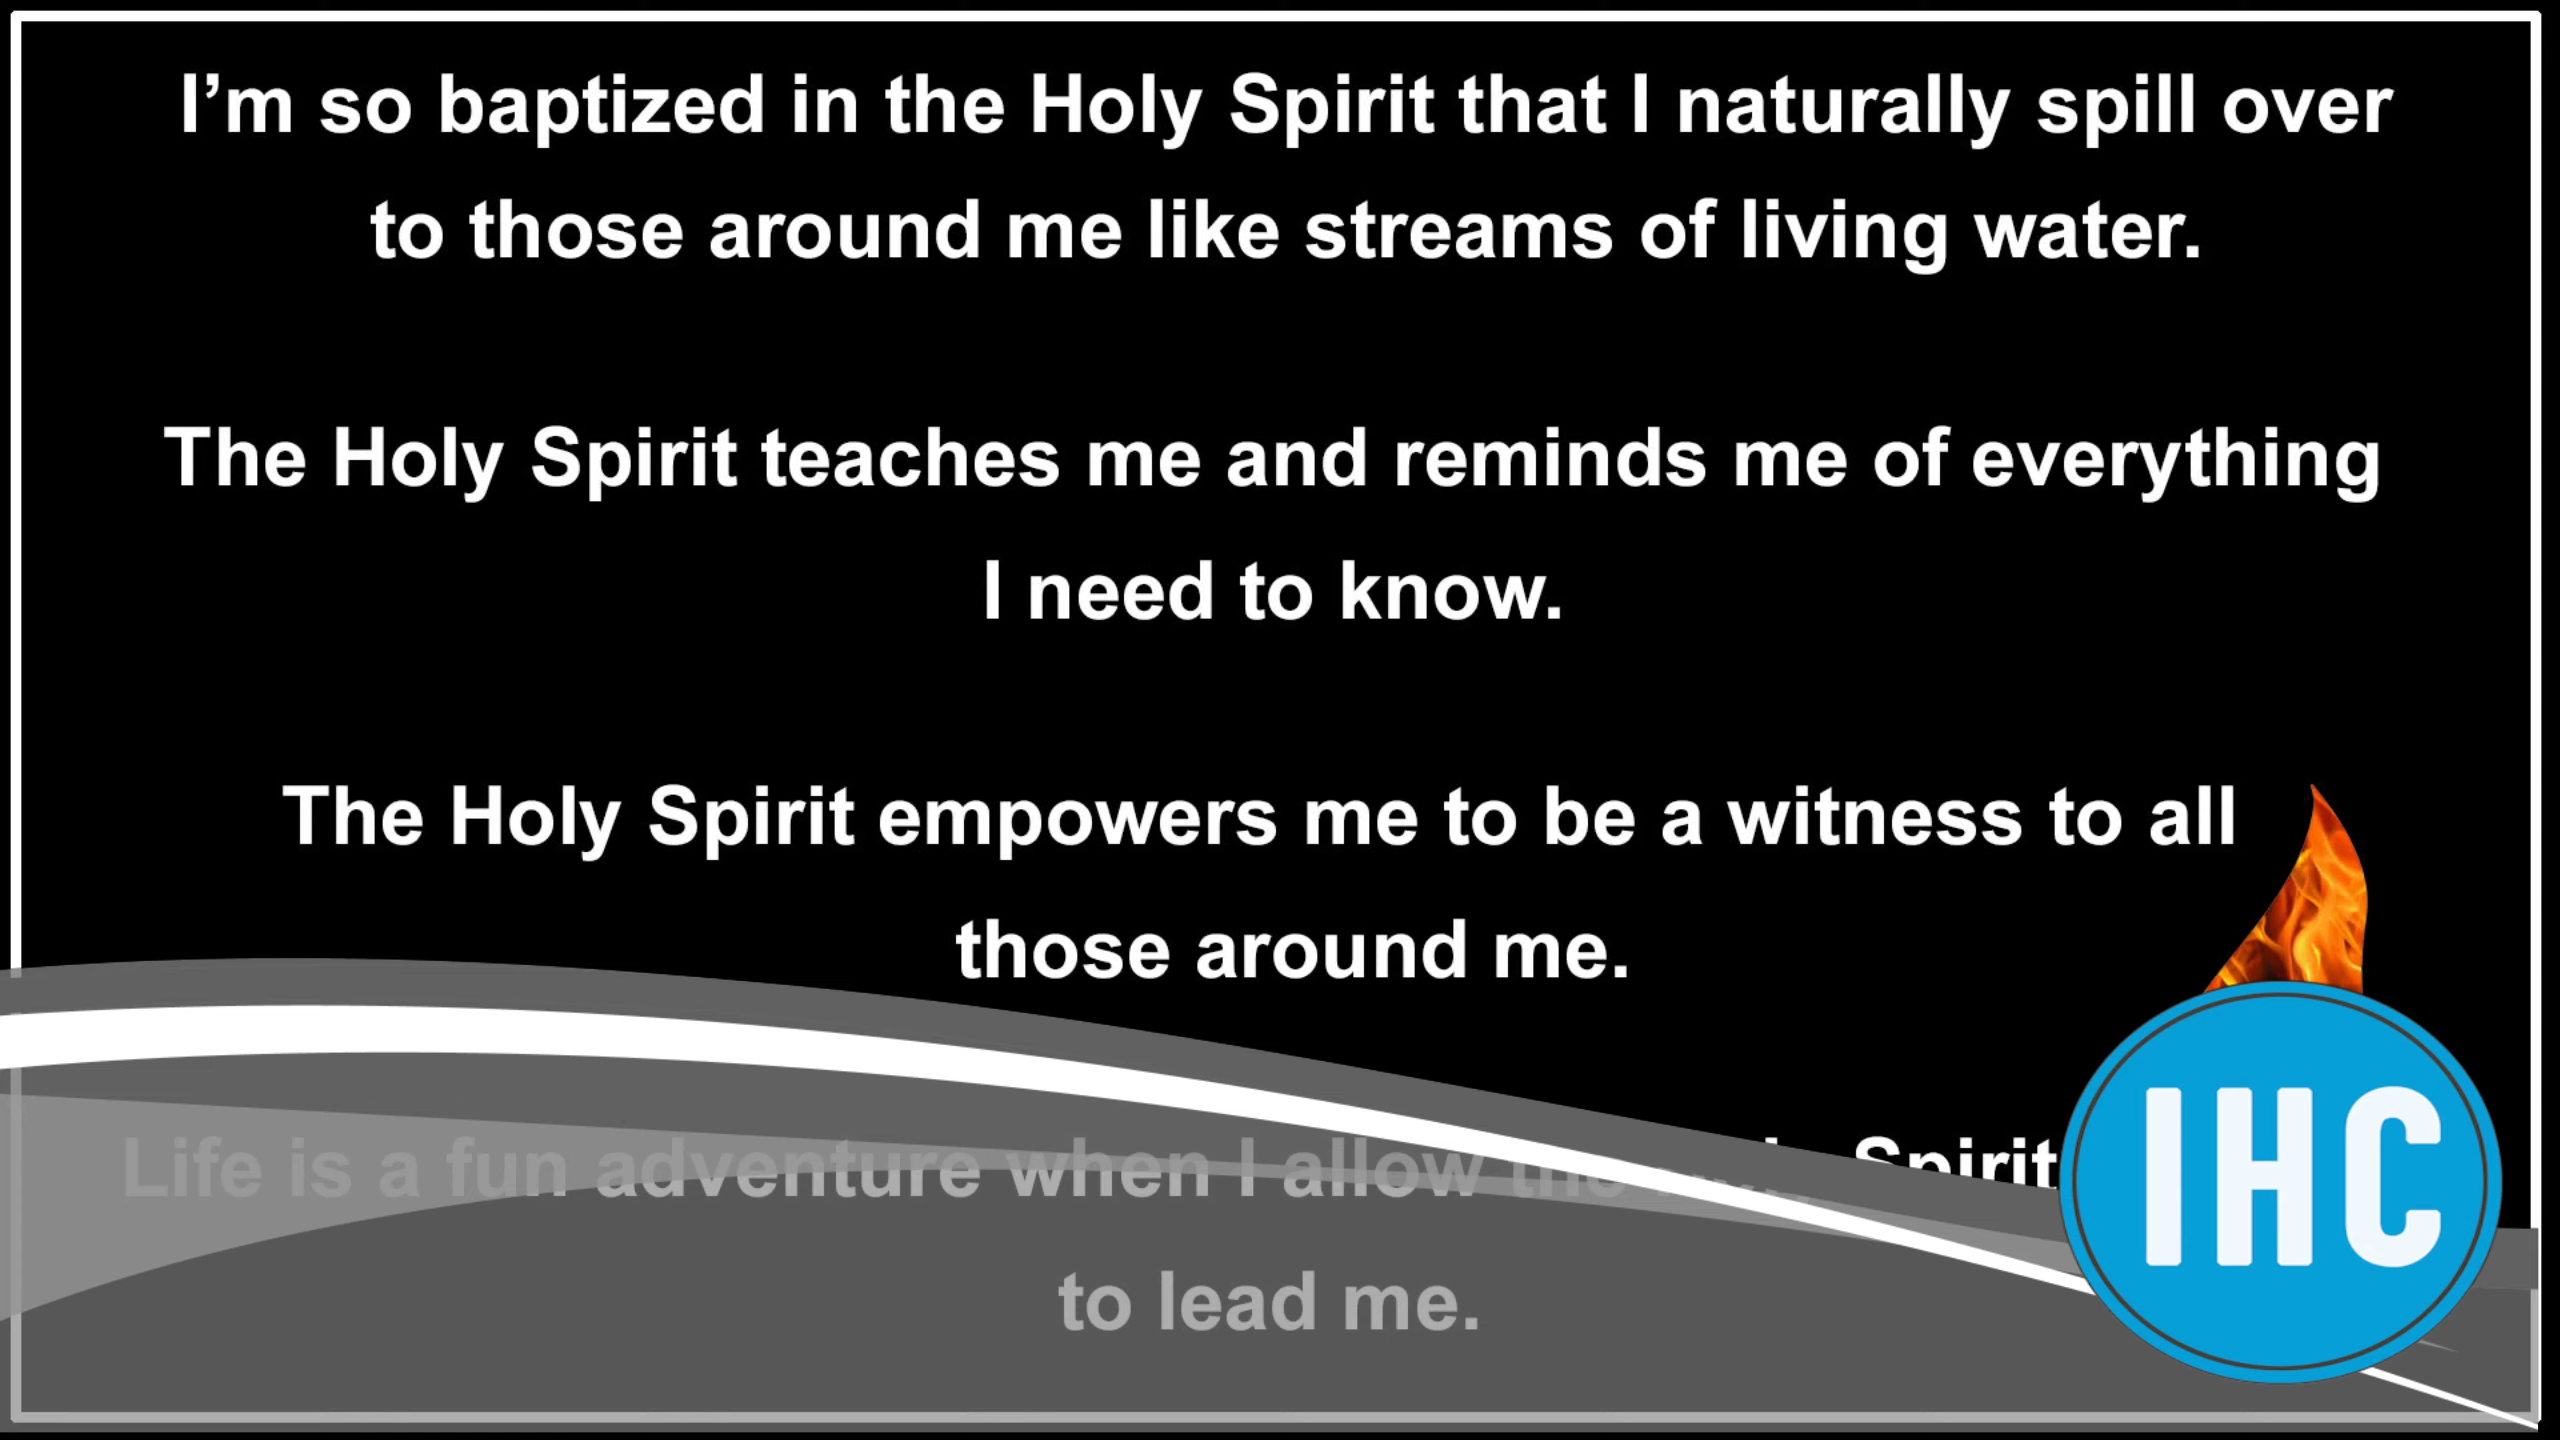 I’m so baptized in the Holy Spirit that I naturally spill over
to those around me like streams of living water.
The Holy Spirit teaches me and reminds me of everything
I need to know.
The Holy Spirit empowers me to be a witness to all
those around me.
Life is a fun adventure when I allow the Spirit
to lead me.
IHC